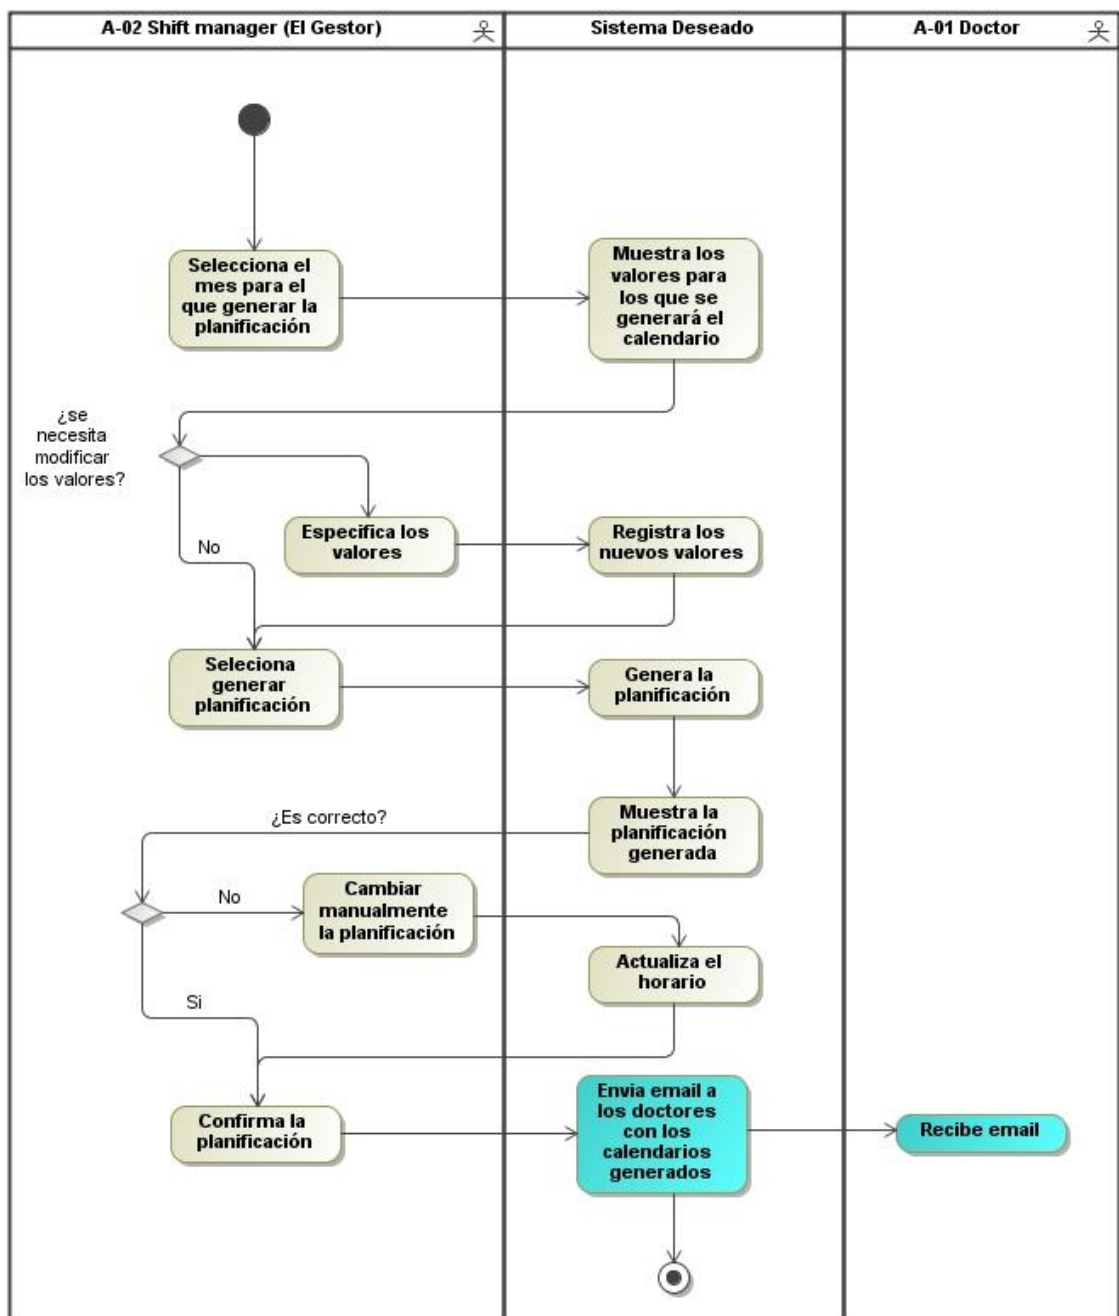 A-02 Shift manager (El Gestor)
Sistema Deseado
A-01 Doctor
Selecciona el
mes para el
que generar la
planificación
Muestra los
valores para
los que se
generará el
calendario
¿se
necesita
modificar
los valores?
Especifica los
valores
Registra los
nuevos valores
No
Seleciona
generar
planificación
Genera la
planificación
¿Es correcto?
Muestra la
planificación
generada
No
Cambiar
manualmente
la planificación
Actualiza el
horario
Si
Confirma la
planificación
Envia email a
los doctores
con los
calendarios
generados
Recibe email